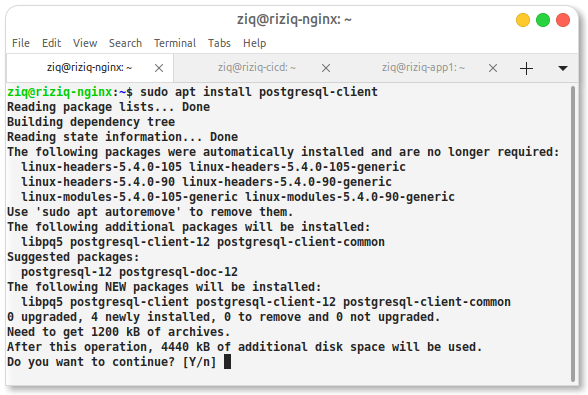 ziq@riziq-nginx: ~
File Edit View Search Terminal Tabs Help
ziq@riziq-nginx: ~ × ziq@riziq-cicd: ~ × ziq@riziq-app1: ~ ×
ziq@riziq-nginx:~$ sudo apt install postgresql-client
Reading package lists... Done
Building dependency tree
Reading state information... Done
The following packages were automatically installed and are no longer required:
  linux-headers-5.4.0-105 linux-headers-5.4.0-105-generic
  linux-headers-5.4.0-90 linux-headers-5.4.0-90-generic
  linux-modules-5.4.0-105-generic linux-modules-5.4.0-90-generic
Use 'sudo apt autoremove' to remove them.
The following additional packages will be installed:
  libpq5 postgresql-client-12 postgresql-client-common
Suggested packages:
  postgresql-12 postgresql-doc-12
The following NEW packages will be installed:
  libpq5 postgresql-client postgresql-client-12 postgresql-client-common
0 upgraded, 4 newly installed, 0 to remove and 0 not upgraded.
Need to get 1200 kB of archives.
After this operation, 4440 kB of additional disk space will be used.
Do you want to continue? [Y/n]